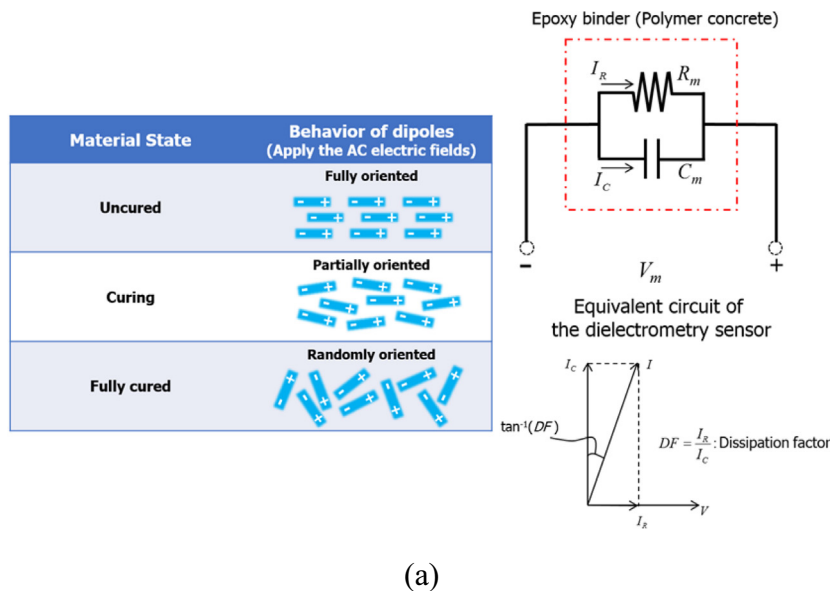 Epoxy binder (Polymer concrete)
I_R
R_m
I_C
C_m
-
+
V_m
Equivalent circuit of
the dielectrometry sensor
Material State
Behavior of dipoles
(Apply the AC electric fields)
Uncured
Fully oriented
Curing
Partially oriented
Fully cured
Randomly oriented
I_C
I
tan⁻¹(DF)
DF = I_R / I_C : Dissipation factor
I_R
V
(a)